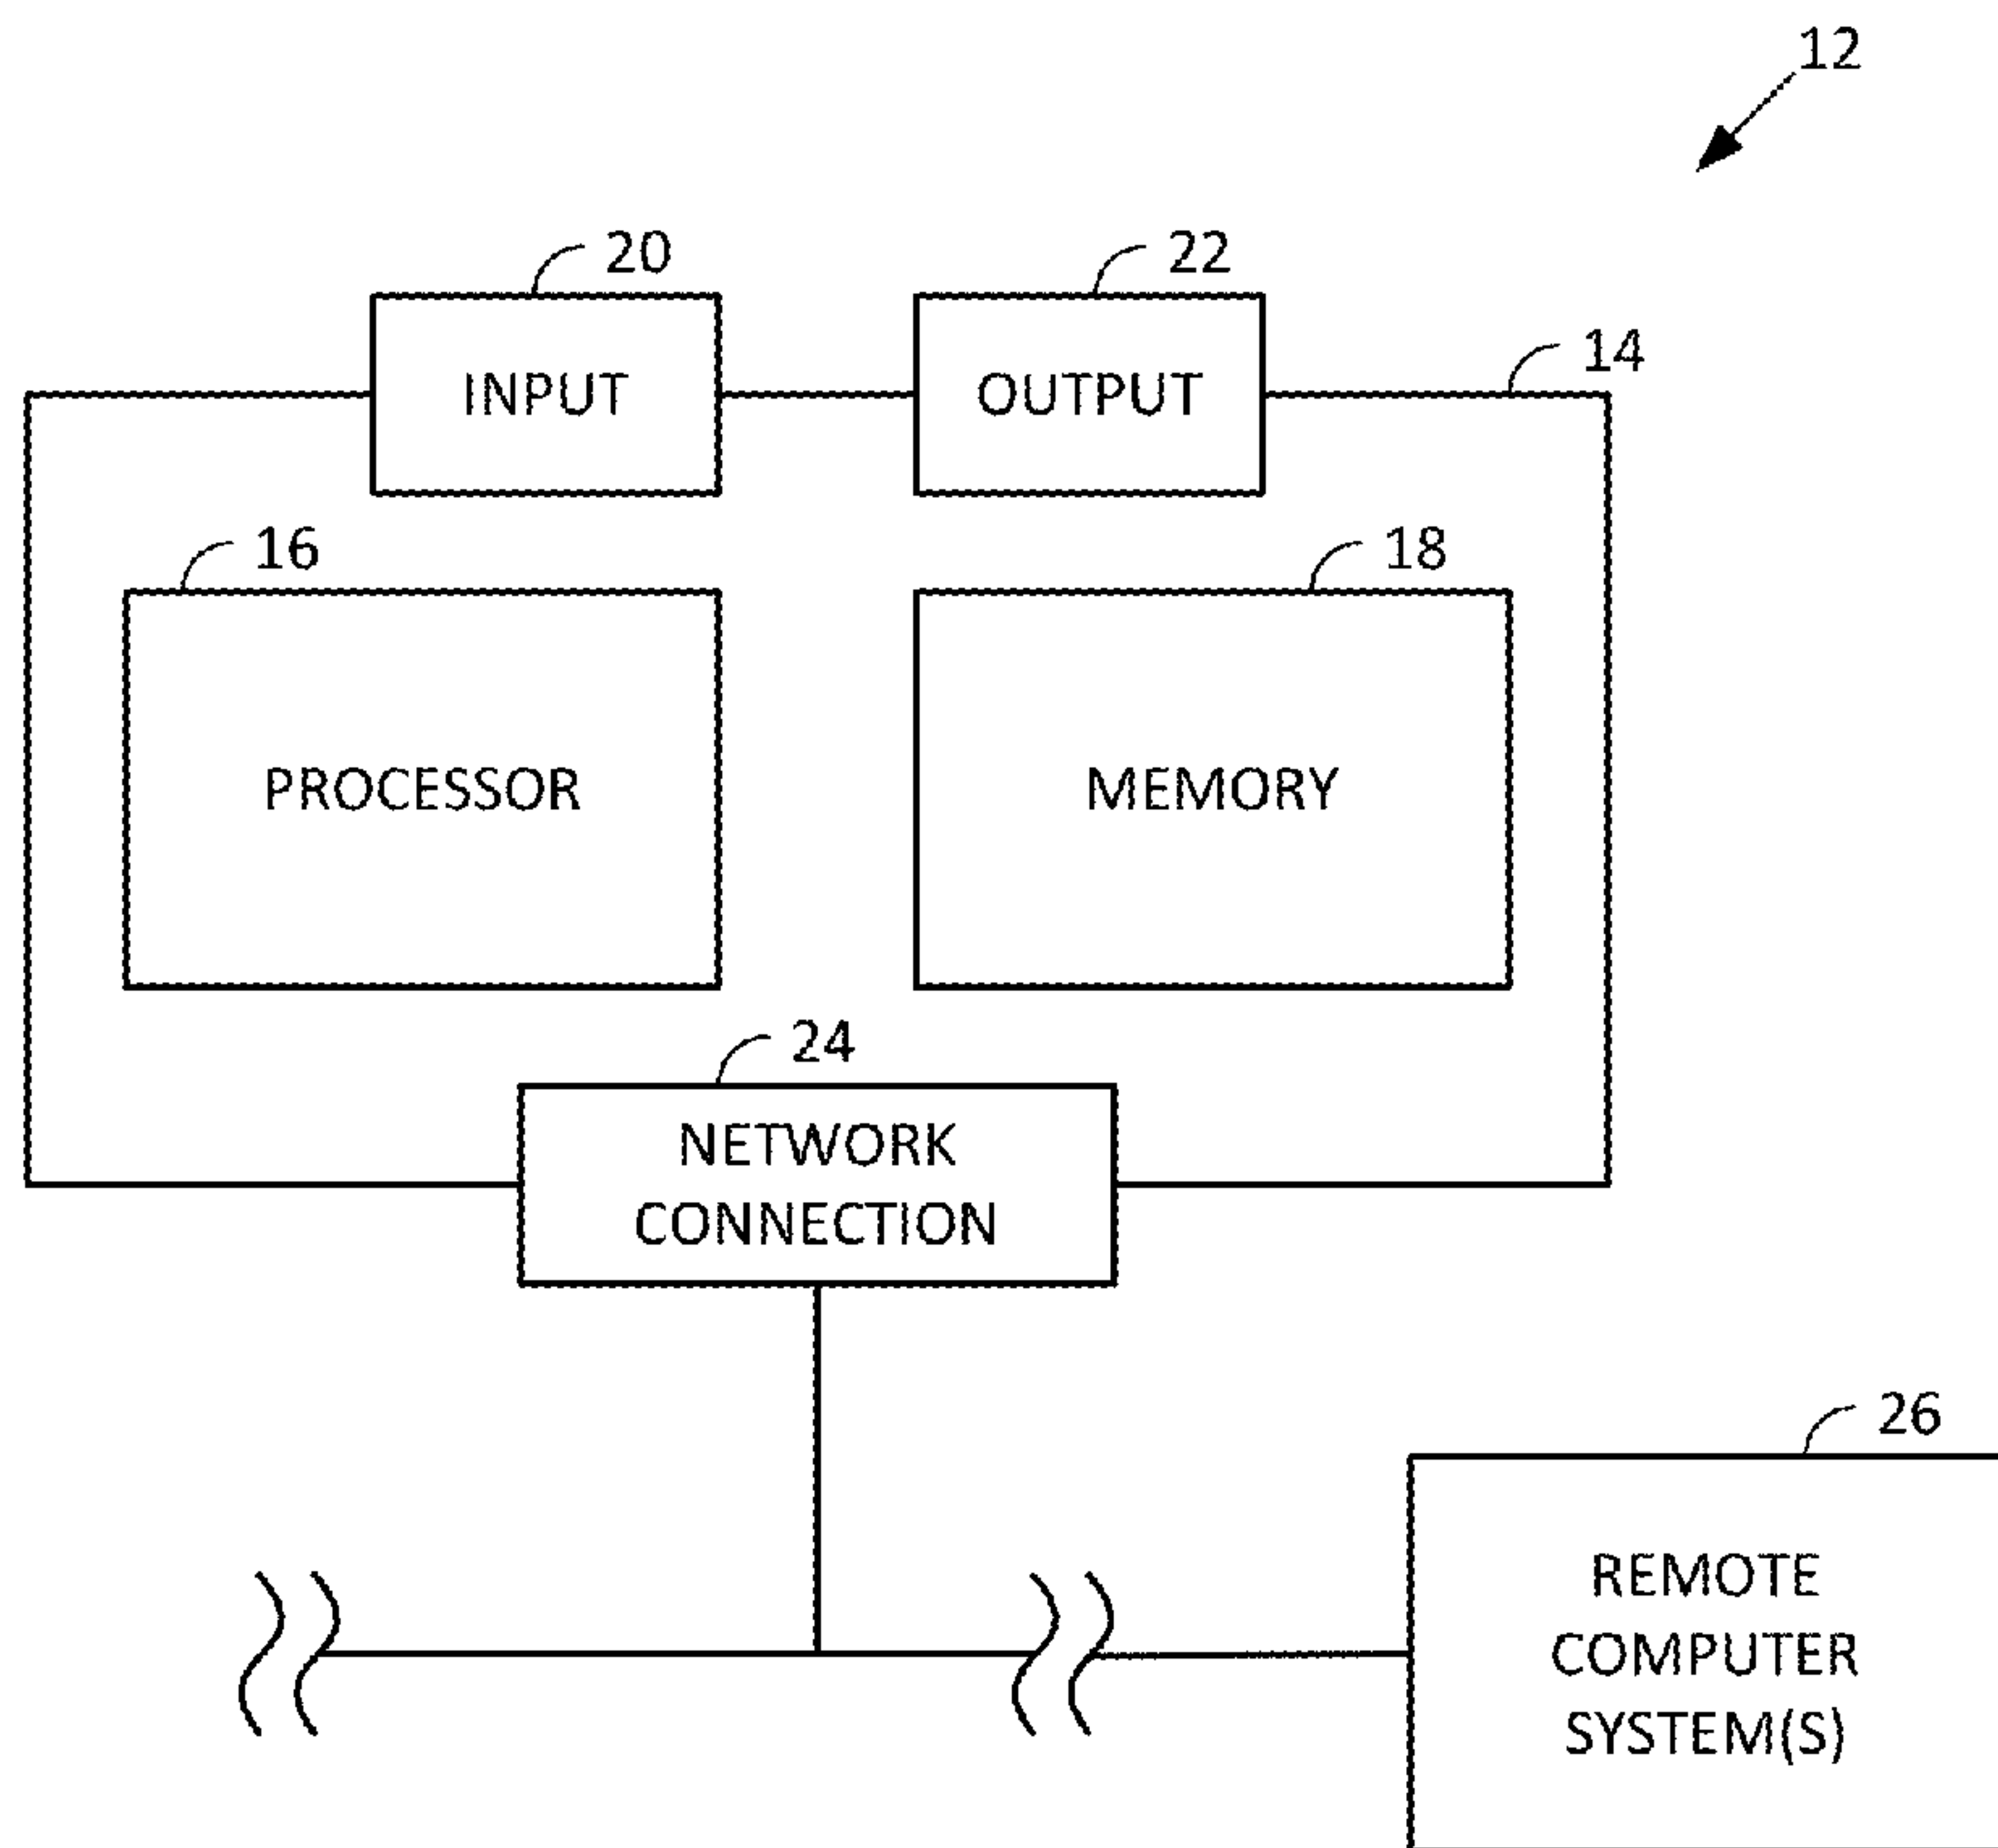 12
20
22
INPUT
OUTPUT
14
16
18
PROCESSOR
MEMORY
24
NETWORK
CONNECTION
26
REMOTE
COMPUTER
SYSTEM(S)